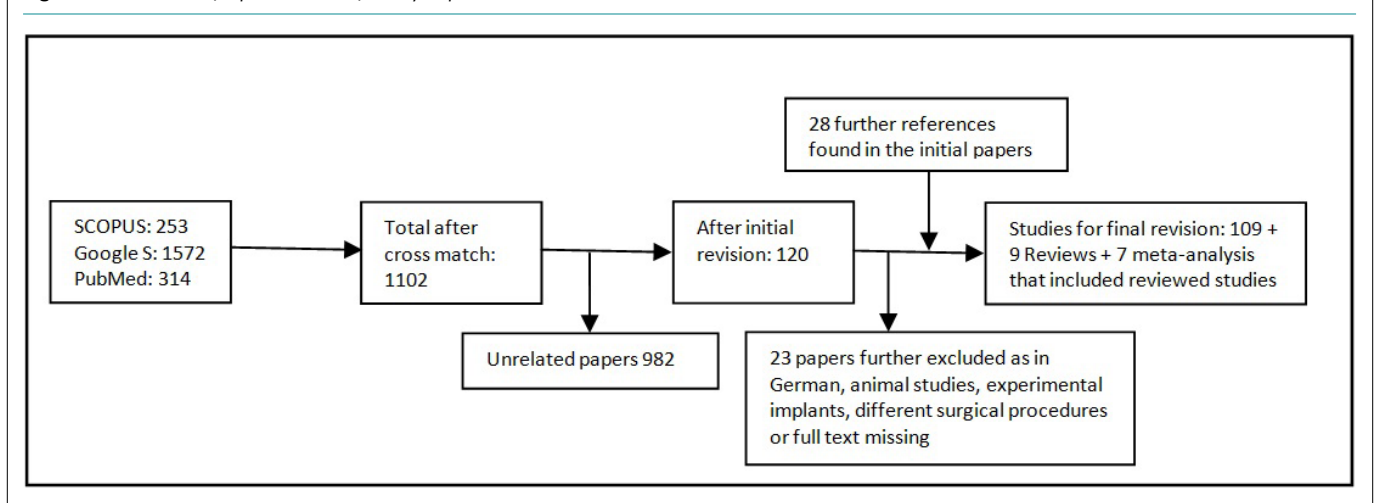 SCOPUS: 253
Google S: 1572
PubMed: 314
Total after
cross match:
1102
Unrelated papers 982
After initial
revision: 120
28 further references
found in the initial papers
23 papers further excluded as in
German, animal studies, experimental
implants, different surgical procedures
or full text missing
Studies for final revision: 109 +
9 Reviews + 7 meta-analysis
that included reviewed studies